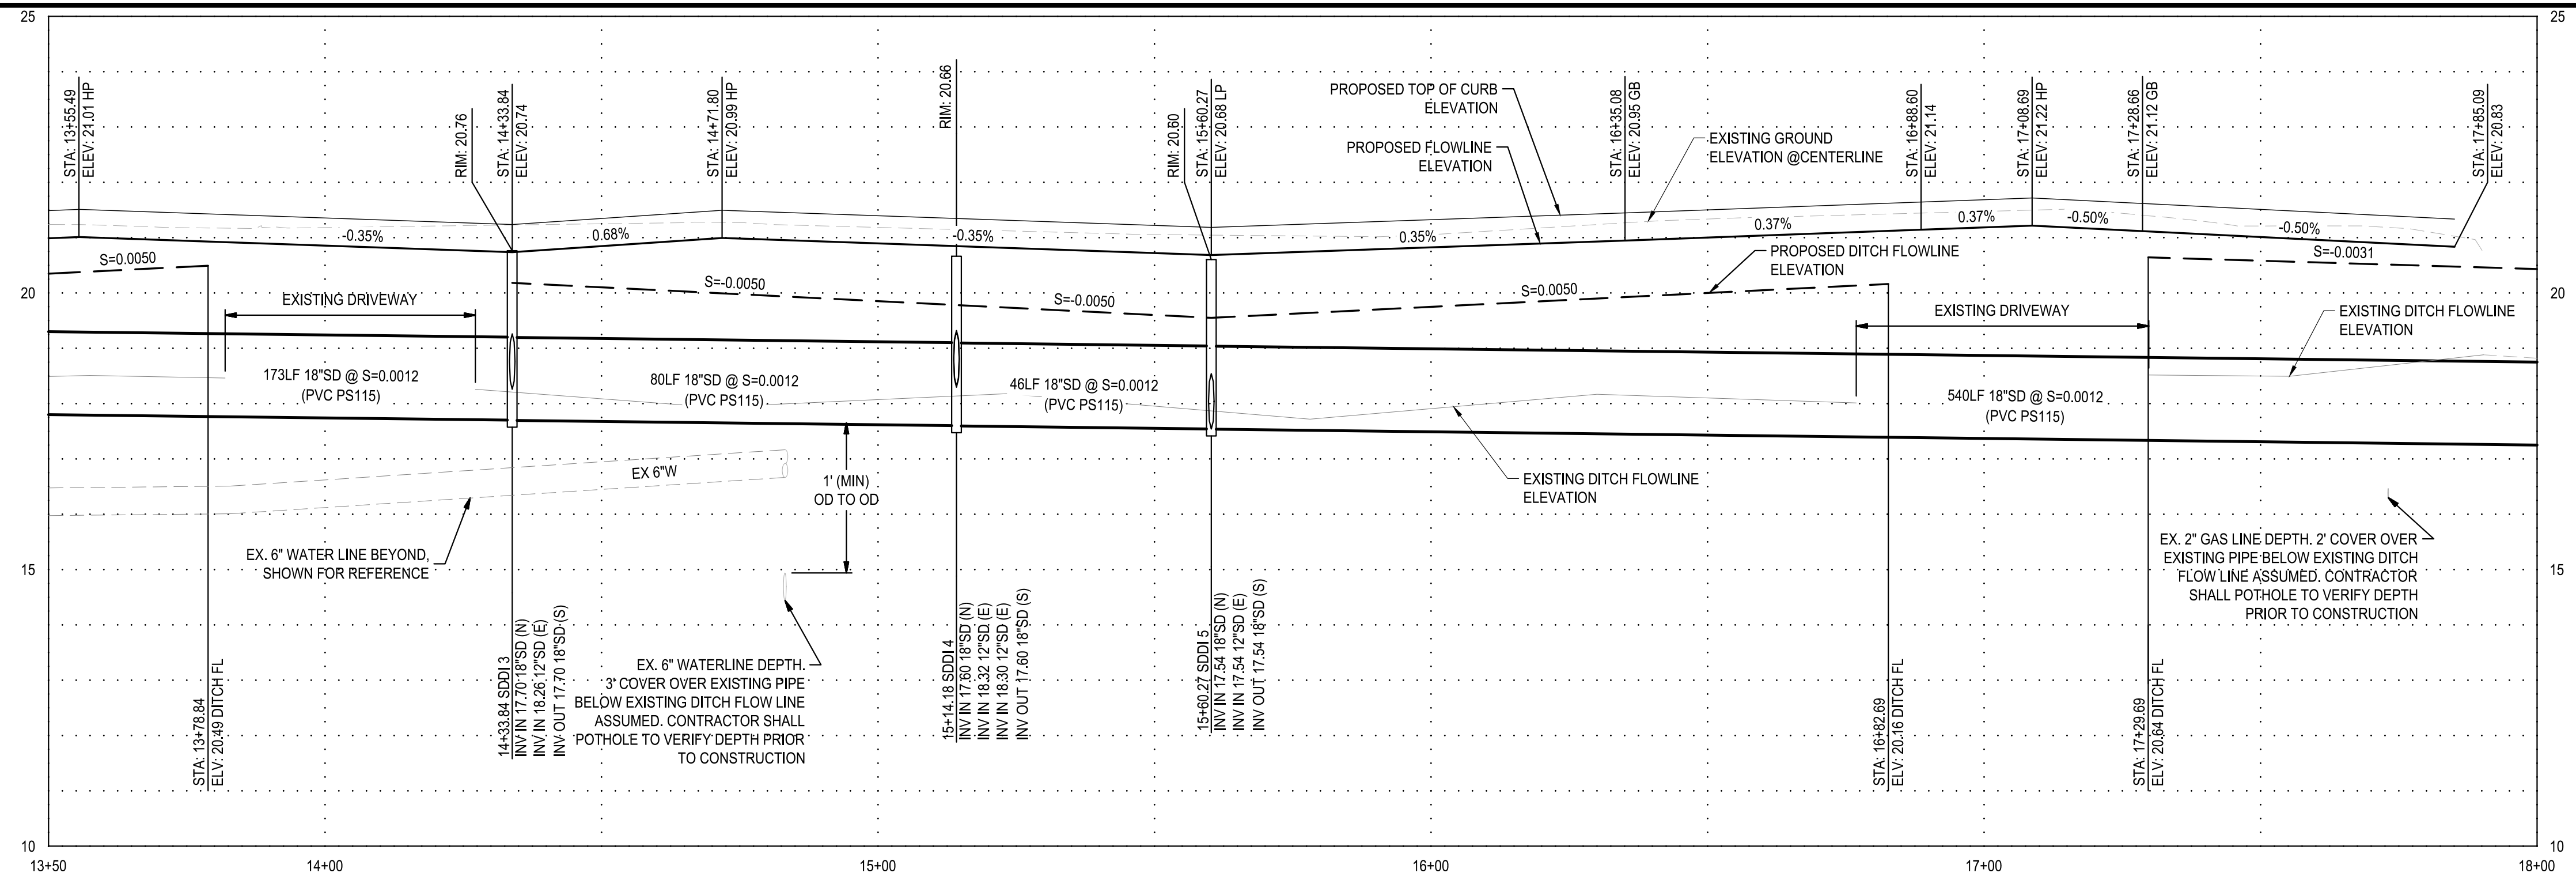 25
25
STA: 13+55.49
ELEV: 21.01 HP
RIM: 20.76
STA: 14+33.84
ELEV: 20.74
STA: 14+71.80
ELEV: 20.99 HP
RIM: 20.66
RIM: 20.60
STA: 15+60.27
ELEV: 20.68 LP
PROPOSED TOP OF CURB
ELEVATION
PROPOSED FLOWLINE
ELEVATION
EXISTING GROUND
ELEVATION @CENTERLINE
STA: 16+35.08
ELEV: 20.95 GB
STA: 16+88.60
ELEV: 21.14
STA: 17+08.69
ELEV: 21.22 HP
STA: 17+28.66
ELEV: 21.12 GB
STA: 17+85.09
ELEV: 20.83
-0.35%
0.68%
-0.35%
0.35%
0.37%
0.37%
-0.50%
-0.50%
S=0.0050
S=-0.0050
S=-0.0050
S=0.0050
S=-0.0031
PROPOSED DITCH FLOWLINE
ELEVATION
20
20
EXISTING DRIVEWAY
EXISTING DRIVEWAY
EXISTING DITCH FLOWLINE
ELEVATION
173LF 18"SD @ S=0.0012
(PVC PS115)
80LF 18"SD @ S=0.0012
(PVC PS115)
46LF 18"SD @ S=0.0012
(PVC PS115)
540LF 18"SD @ S=0.0012
(PVC PS115)
EX 6"W
1' (MIN)
OD TO OD
EXISTING DITCH FLOWLINE
ELEVATION
EX. 6" WATER LINE BEYOND,
SHOWN FOR REFERENCE
15
15
EX. 2" GAS LINE DEPTH. 2' COVER OVER
EXISTING PIPE BELOW EXISTING DITCH
FLOW LINE ASSUMED. CONTRACTOR
SHALL POTHOLE TO VERIFY DEPTH
PRIOR TO CONSTRUCTION
STA: 13+78.84
ELV: 20.49 DITCH FL
14+33.84 SDDI 3
INV IN 17.70 18"SD (N)
INV IN 18.26 12"SD (E)
INV OUT 17.70 18"SD (S)
EX. 6" WATERLINE DEPTH.
3' COVER OVER EXISTING PIPE
BELOW EXISTING DITCH FLOW LINE
ASSUMED. CONTRACTOR SHALL
POTHOLE TO VERIFY DEPTH PRIOR
TO CONSTRUCTION
15+14.18 SDDI 4
INV IN 17.60 18"SD (N)
INV IN 18.32 12"SD (E)
INV IN 18.30 12"SD (E)
INV OUT 17.60 18"SD (S)
15+60.27 SDDI 5
INV IN 17.54 18"SD (N)
INV IN 17.54 12"SD (E)
INV OUT 17.54 18"SD (S)
STA: 16+82.69
ELV: 20.16 DITCH FL
STA: 17+29.69
ELV: 20.64 DITCH FL
10
10
13+50
14+00
15+00
16+00
17+00
18+00